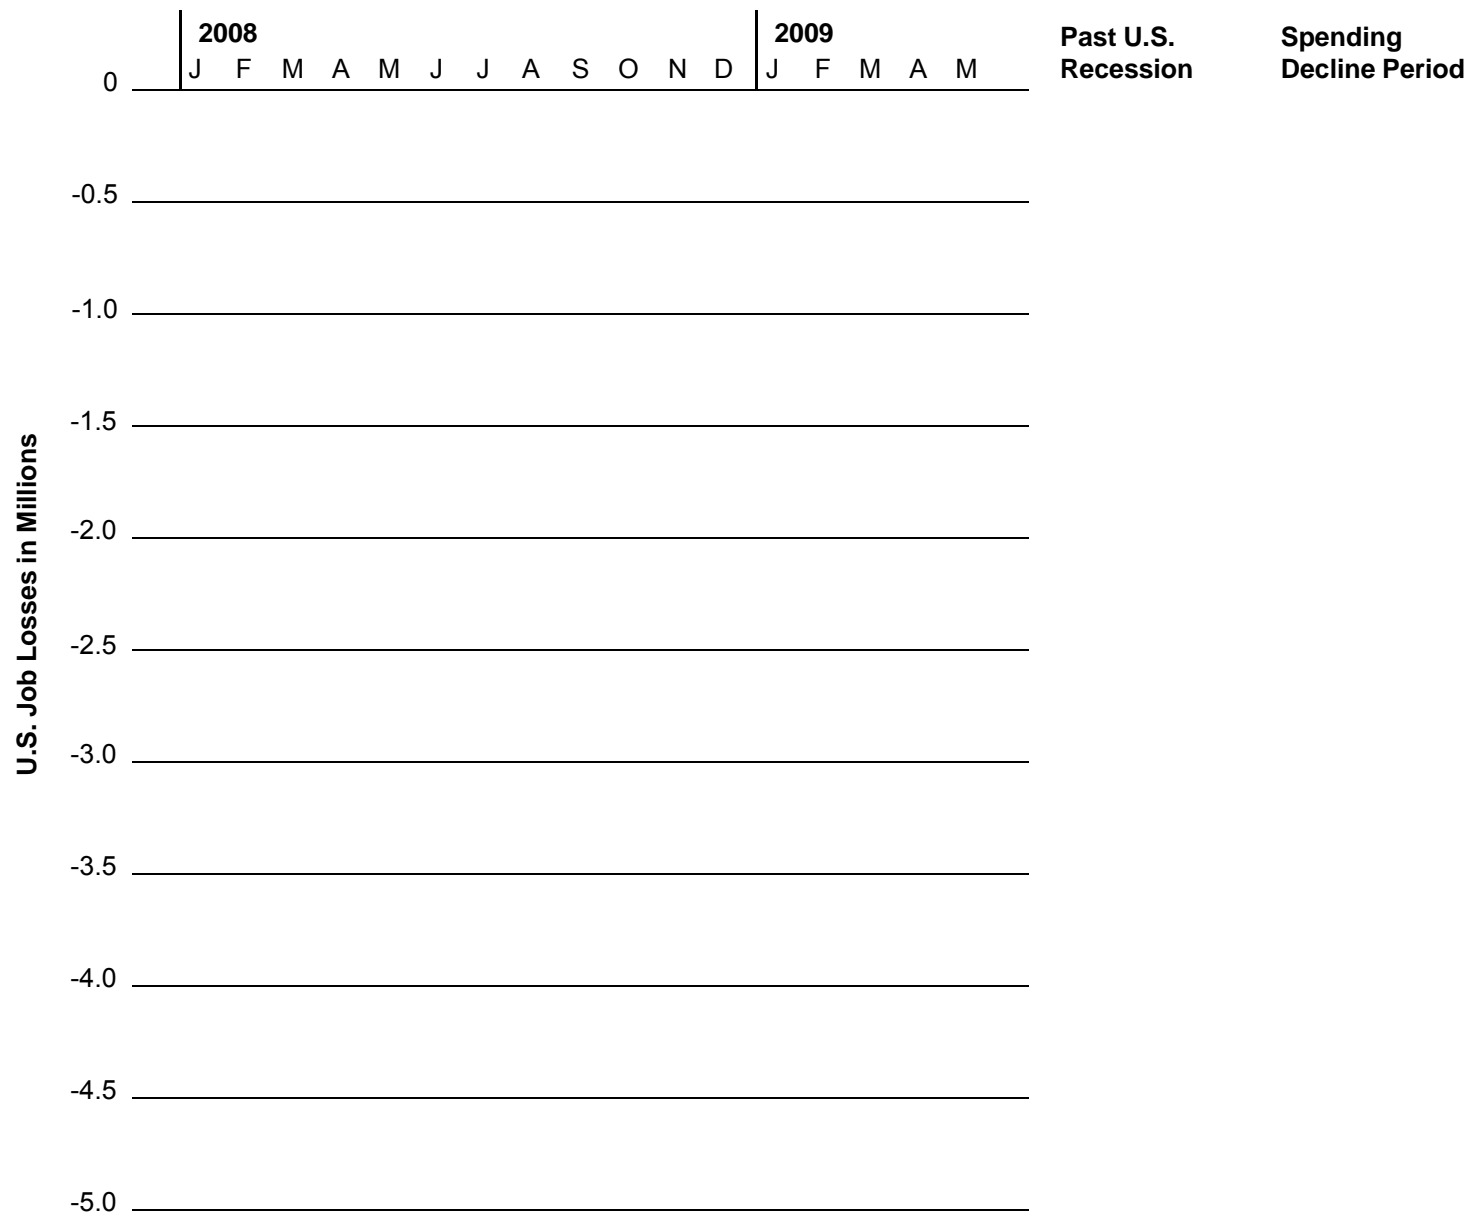 2008
2009
Past U.S.
Recession
Spending
Decline Period
J F M A M J J A S O N D J F M A M
0
-0.5
-1.0
-1.5
-2.0
-2.5
-3.0
-3.5
-4.0
-4.5
-5.0
U.S. Job Losses in Millions